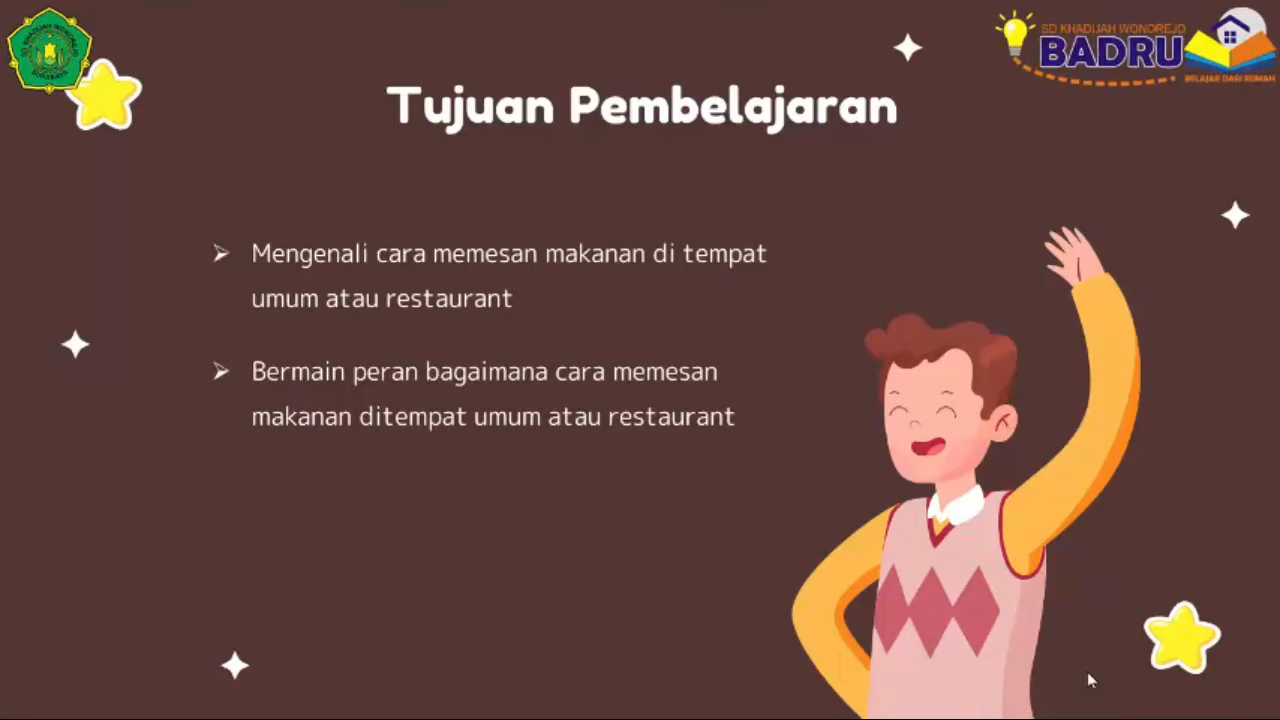 SD KHADIJAH WONOREJO
BADRU
BELAJAR DARI RUMAH
Tujuan Pembelajaran
Mengenali cara memesan makanan di tempat
umum atau restaurant
Bermain peran bagaimana cara memesan
makanan ditempat umum atau restaurant